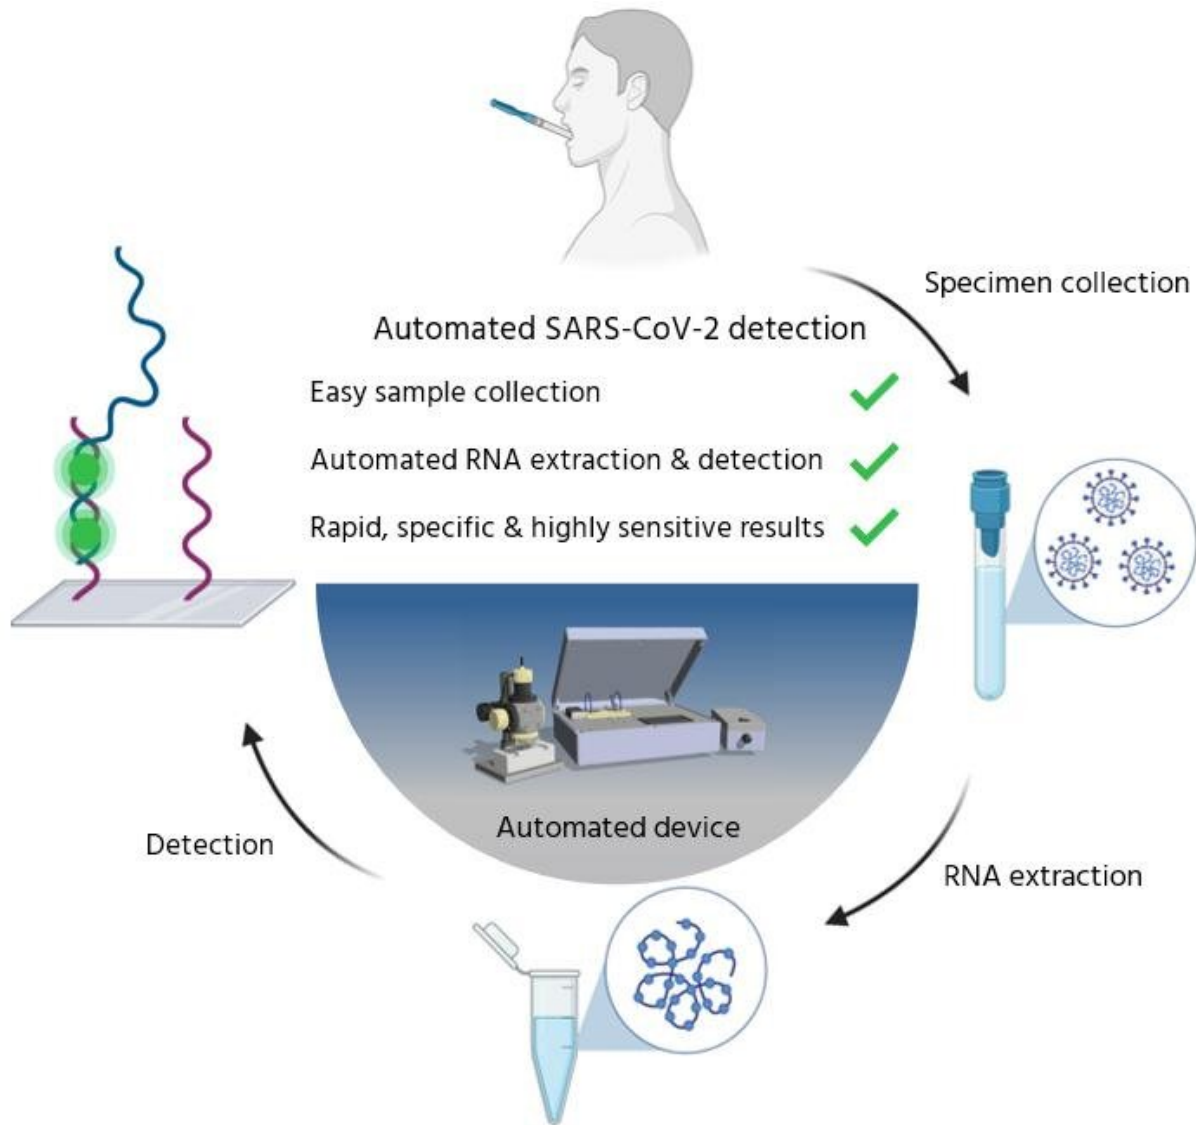 Specimen collection
Automated SARS-CoV-2 detection
Easy sample collection
Automated RNA extraction & detection
Rapid, specific & highly sensitive results
Automated device
Detection
RNA extraction